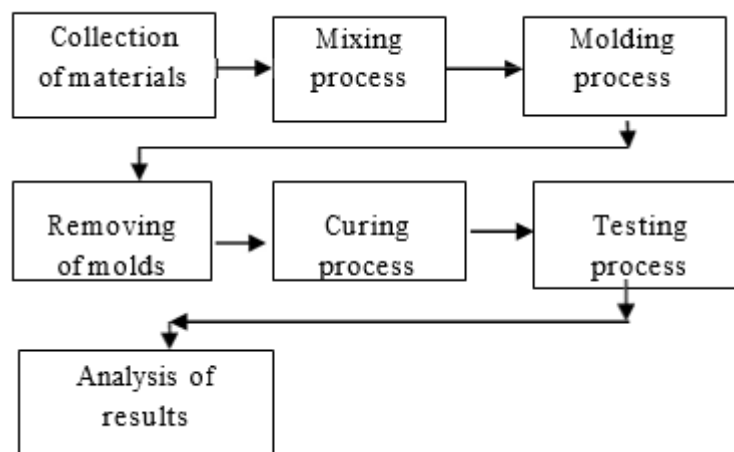 Collection
of materials
Mixing
process
Molding
process
Removing
of molds
Curing
process
Testing
process
Analysis of
results